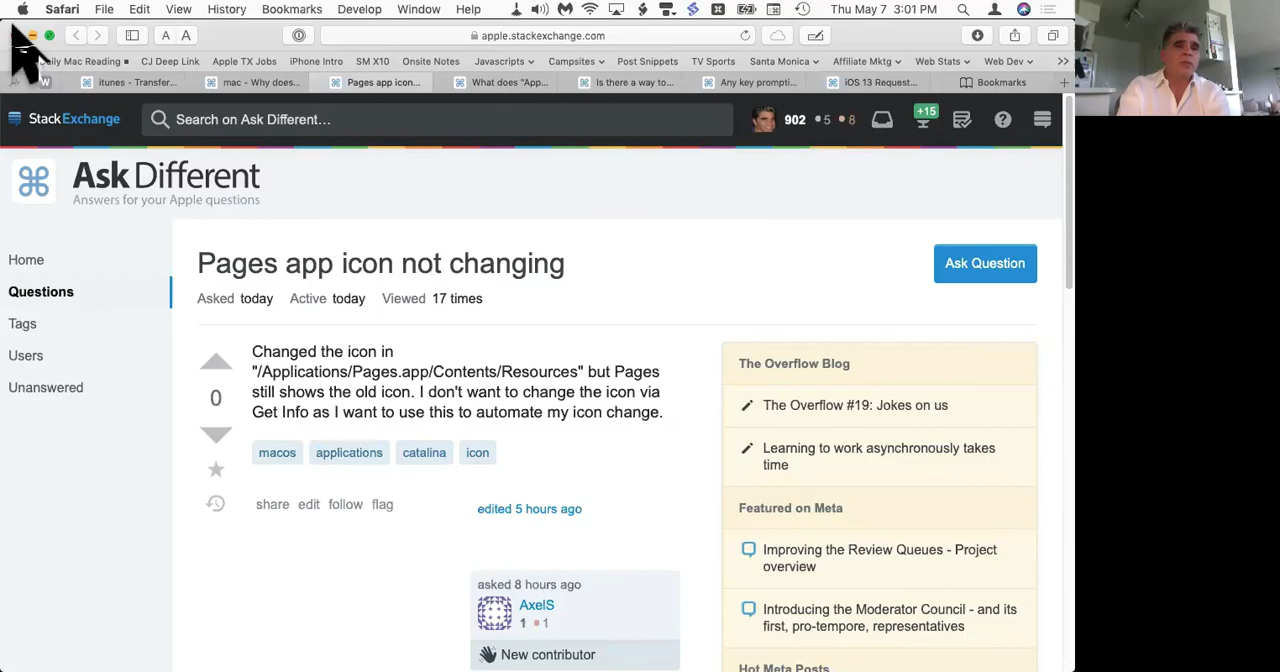 Safari File Edit View History Bookmarks Develop Window Help Thu May 7 3:01 PM
A A apple.stackexchange.com
Daily Mac Reading CJ Deep Link Apple TX Jobs iPhone Intro SM X10 Onsite Notes Javascripts Campsites Post Snippets TV Sports Santa Monica Affiliate Mktg Web Stats Web Dev
W itunes - Transfer... mac - Why does... Pages app icon... What does "App... Is there a way to... Any key prompti... iOS 13 Request... Bookmarks
StackExchange Search on Ask Different... 902 5 8 +15
Ask Different
Answers for your Apple questions
Home
Questions
Tags
Users
Unanswered
Pages app icon not changing
Ask Question
Asked today Active today Viewed 17 times
0
Changed the icon in
"/Applications/Pages.app/Contents/Resources" but Pages
still shows the old icon. I don't want to change the icon via
Get Info as I want to use this to automate my icon change.
macos applications catalina icon
share edit follow flag
edited 5 hours ago
asked 8 hours ago
AxelS
1 1
New contributor
The Overflow Blog
The Overflow #19: Jokes on us
Learning to work asynchronously takes
time
Featured on Meta
Improving the Review Queues - Project
overview
Introducing the Moderator Council - and its
first, pro-tempore, representatives
Hot Meta Posts